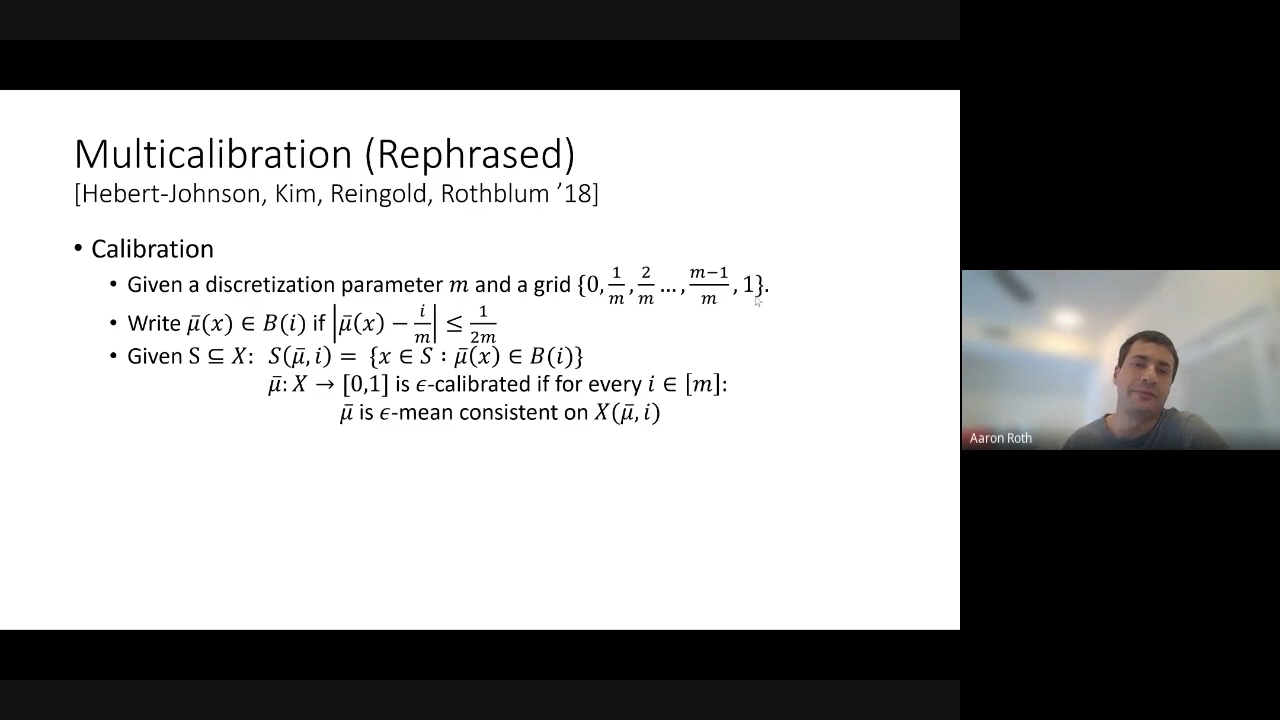 Multicalibration (Rephrased)
[Hebert-Johnson, Kim, Reingold, Rothblum ’18]
• Calibration
• Given a discretization parameter m and a grid {0, 1/m, 2/m …, (m−1)/m, 1}.
• Write μ̄(x) ∈ B(i) if |μ̄(x) − i/m| ≤ 1/2m
• Given S ⊆ X: S(μ̄, i) = {x ∈ S : μ̄(x) ∈ B(i)}
μ̄: X → [0,1] is ϵ-calibrated if for every i ∈ [m]:
μ̄ is ϵ-mean consistent on X(μ̄, i)
Aaron Roth